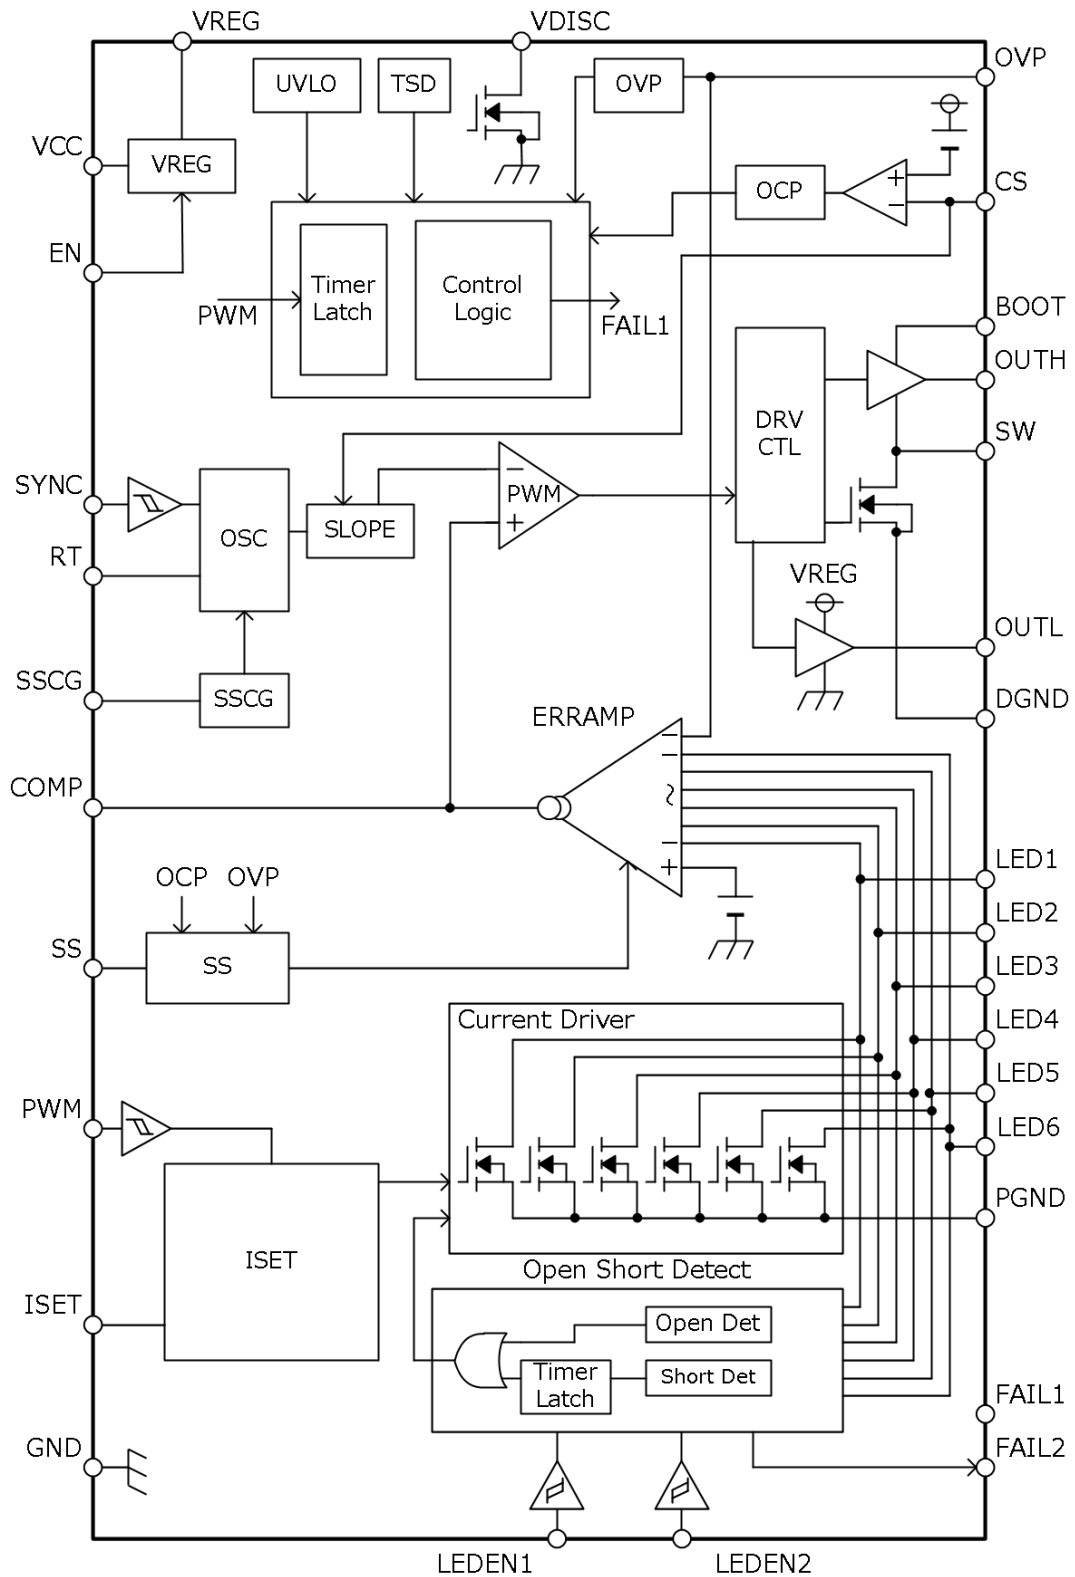 VREG
VDISC
OVP
UVLO
TSD
OVP
VCC
VREG
CS
OCP
+
−
EN
Timer
Latch
Control
Logic
PWM
FAIL1
BOOT
OUTH
SW
DRV
CTL
SYNC
OSC
SLOPE
−
PWM
+
RT
VREG
OUTL
SSCG
SSCG
DGND
ERRAMP
−
−
~
−
+
COMP
LED1
OCP
OVP
LED2
SS
SS
LED3
Current Driver
LED4
LED5
PWM
LED6
PGND
ISET
Open Short Detect
ISET
Open Det
Timer
Latch
Short Det
FAIL1
GND
FAIL2
LEDEN1
LEDEN2